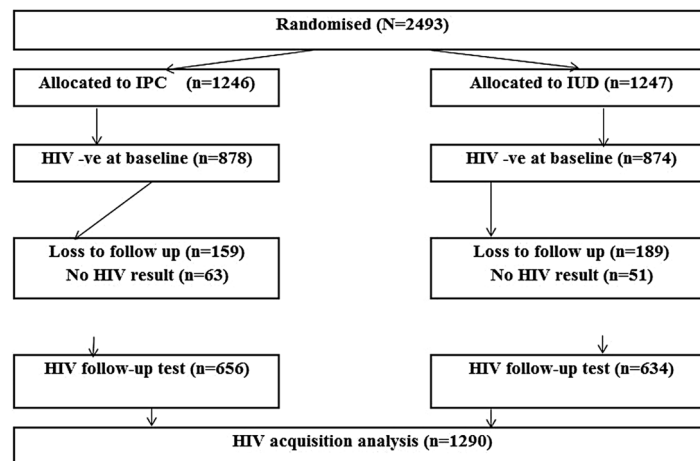 Randomised (N=2493)
Allocated to IPC (n=1246)
Allocated to IUD (n=1247)
HIV -ve at baseline (n=878)
HIV -ve at baseline (n=874)
Loss to follow up (n=159)
No HIV result (n=63)
Loss to follow up (n=189)
No HIV result (n=51)
HIV follow-up test (n=656)
HIV follow-up test (n=634)
HIV acquisition analysis (n=1290)